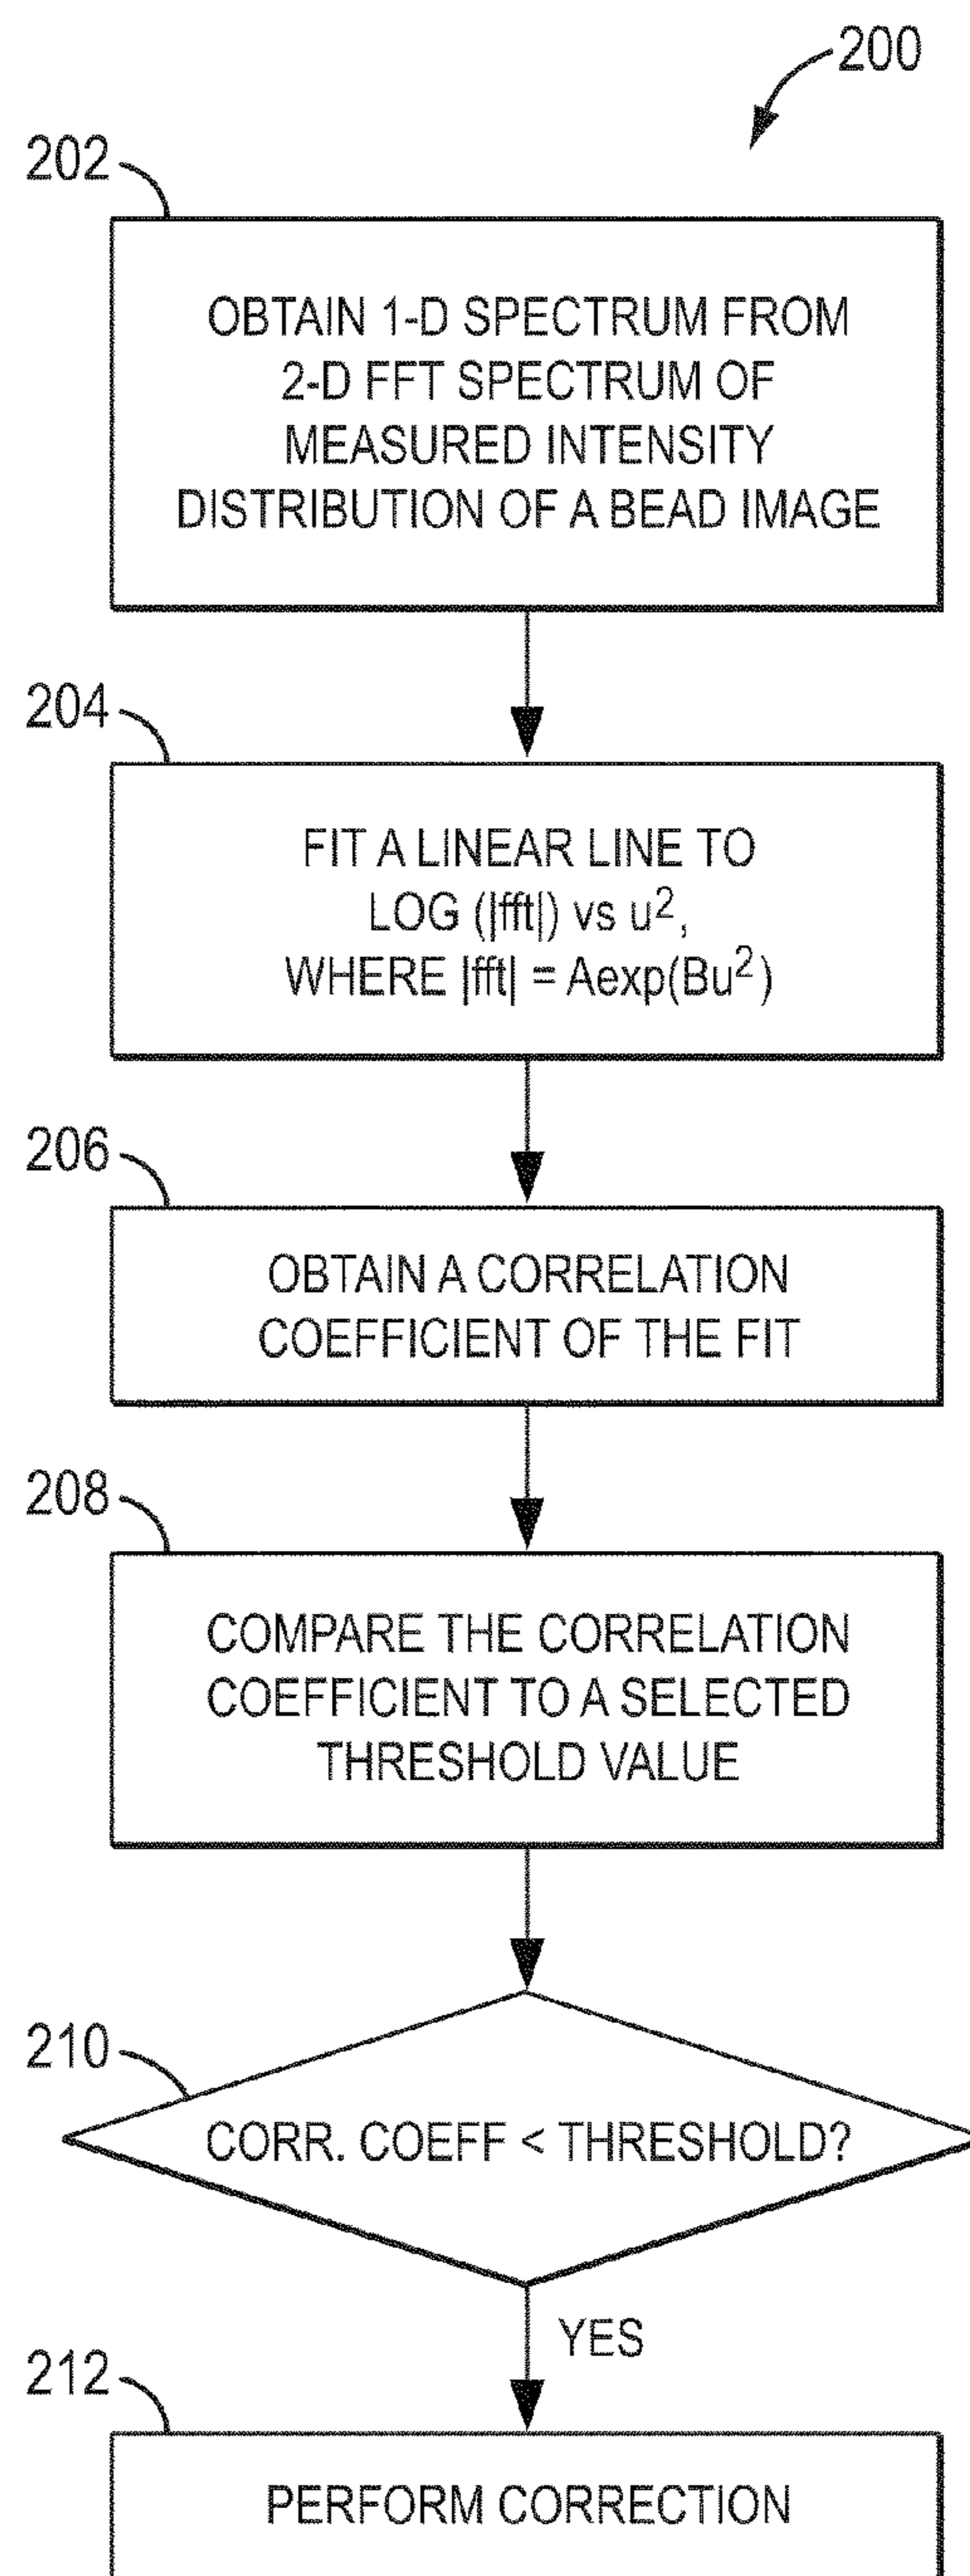 200
202
OBTAIN 1-D SPECTRUM FROM
2-D FFT SPECTRUM OF
MEASURED INTENSITY
DISTRIBUTION OF A BEAD IMAGE
204
FIT A LINEAR LINE TO
LOG (|fft|) vs u²,
WHERE |fft| = Aexp(Bu²)
206
OBTAIN A CORRELATION
COEFFICIENT OF THE FIT
208
COMPARE THE CORRELATION
COEFFICIENT TO A SELECTED
THRESHOLD VALUE
210
CORR. COEFF < THRESHOLD?
YES
212
PERFORM CORRECTION